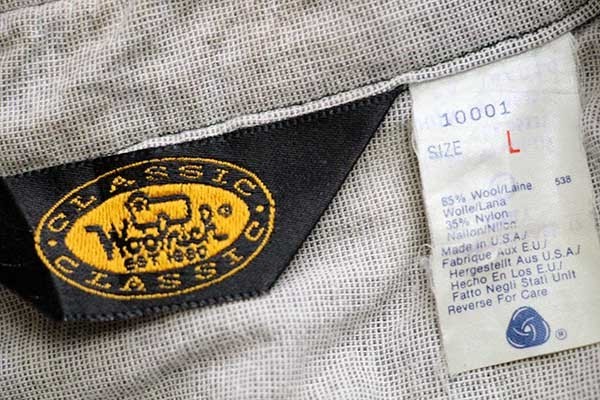 CLASSIC
Woolrich
EST. 1830
CLASSIC
10001
SIZE L
65% Wool/Laine 538
Wolle/Lana
35% Nylon
Nailon/Nilon
Made in U.S.A./
Fabrique Aux E.U./
Hergestellt Aus U.S.A./
Hecho En Los E.U./
Fatto Negli Stati Unit
Reverse For Care
®